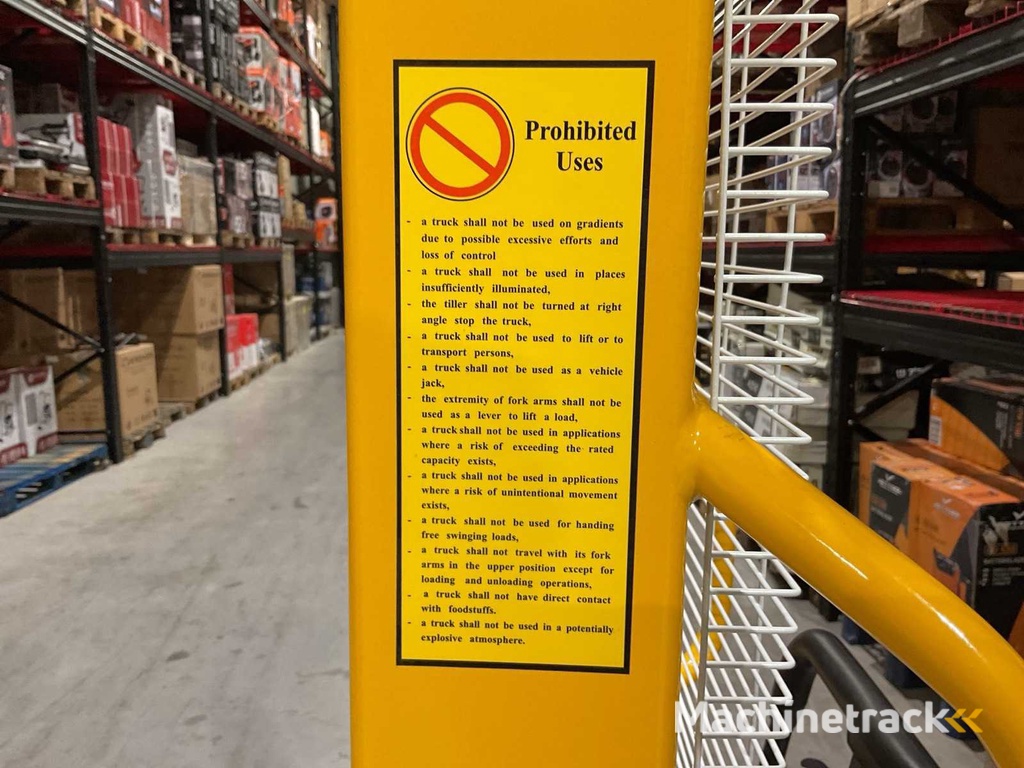 Prohibited
Uses
- a truck shall not be used on gradients
due to possible excessive efforts and
loss of control
- a truck shall not be used in places
insufficiently illuminated,
- the tiller shall not be turned at right
angle stop the truck,
- a truck shall not be used to lift or to
transport persons,
- a truck shall not be used as a vehicle
jack,
- the extremity of fork arms shall not be
used as a lever to lift a load,
- a truck shall not be used in applications
where a risk of exceeding the rated
capacity exists,
- a truck shall not be used in applications
where a risk of unintentional movement
exists,
- a truck shall not be used for handing
free swinging loads,
- a truck shall not travel with its fork
arms in the upper position except for
loading and unloading operations,
- a truck shall not have direct contact
with foodstuffs.
- a truck shall not be used in a potentially
explosive atmosphere.
Machinetrack